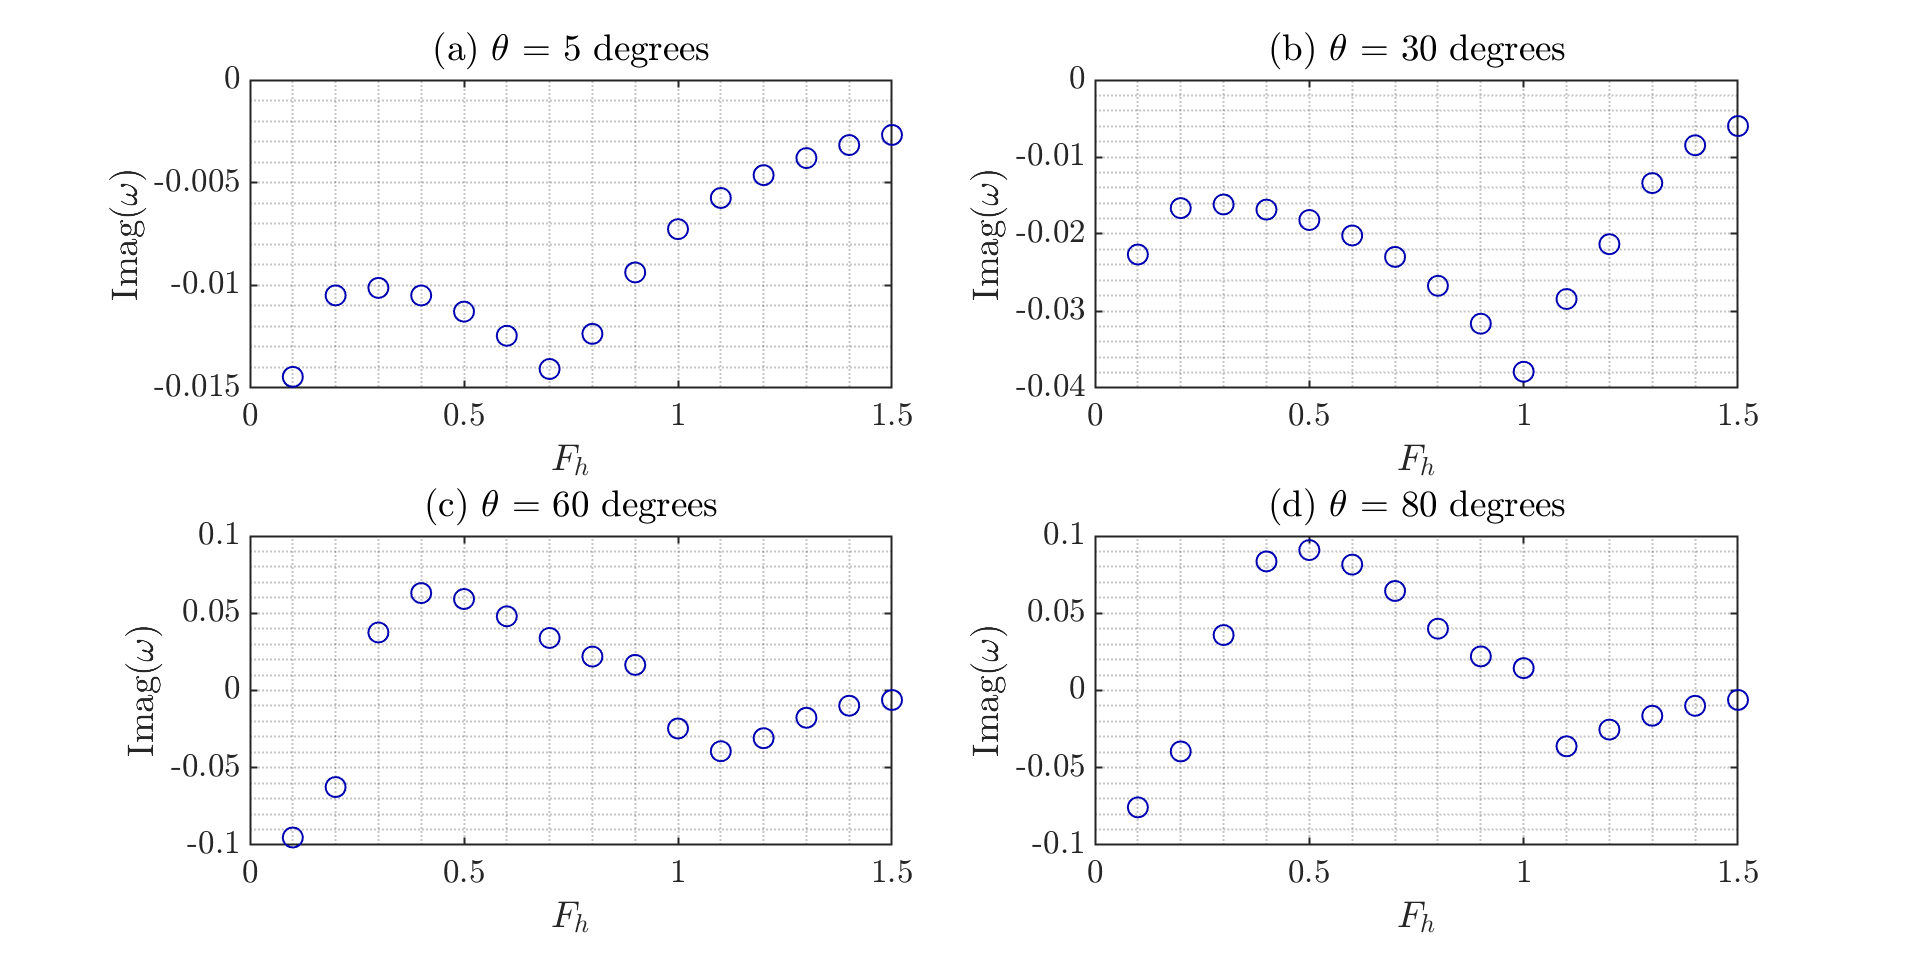 (a) θ = 5 degrees
0
-0.005
-0.01
-0.015
Imag(ω)
0 0.5 1 1.5
F_h
(b) θ = 30 degrees
0
-0.01
-0.02
-0.03
-0.04
Imag(ω)
0 0.5 1 1.5
F_h
(c) θ = 60 degrees
0.1
0.05
0
-0.05
-0.1
Imag(ω)
0 0.5 1 1.5
F_h
(d) θ = 80 degrees
0.1
0.05
0
-0.05
-0.1
Imag(ω)
0 0.5 1 1.5
F_h